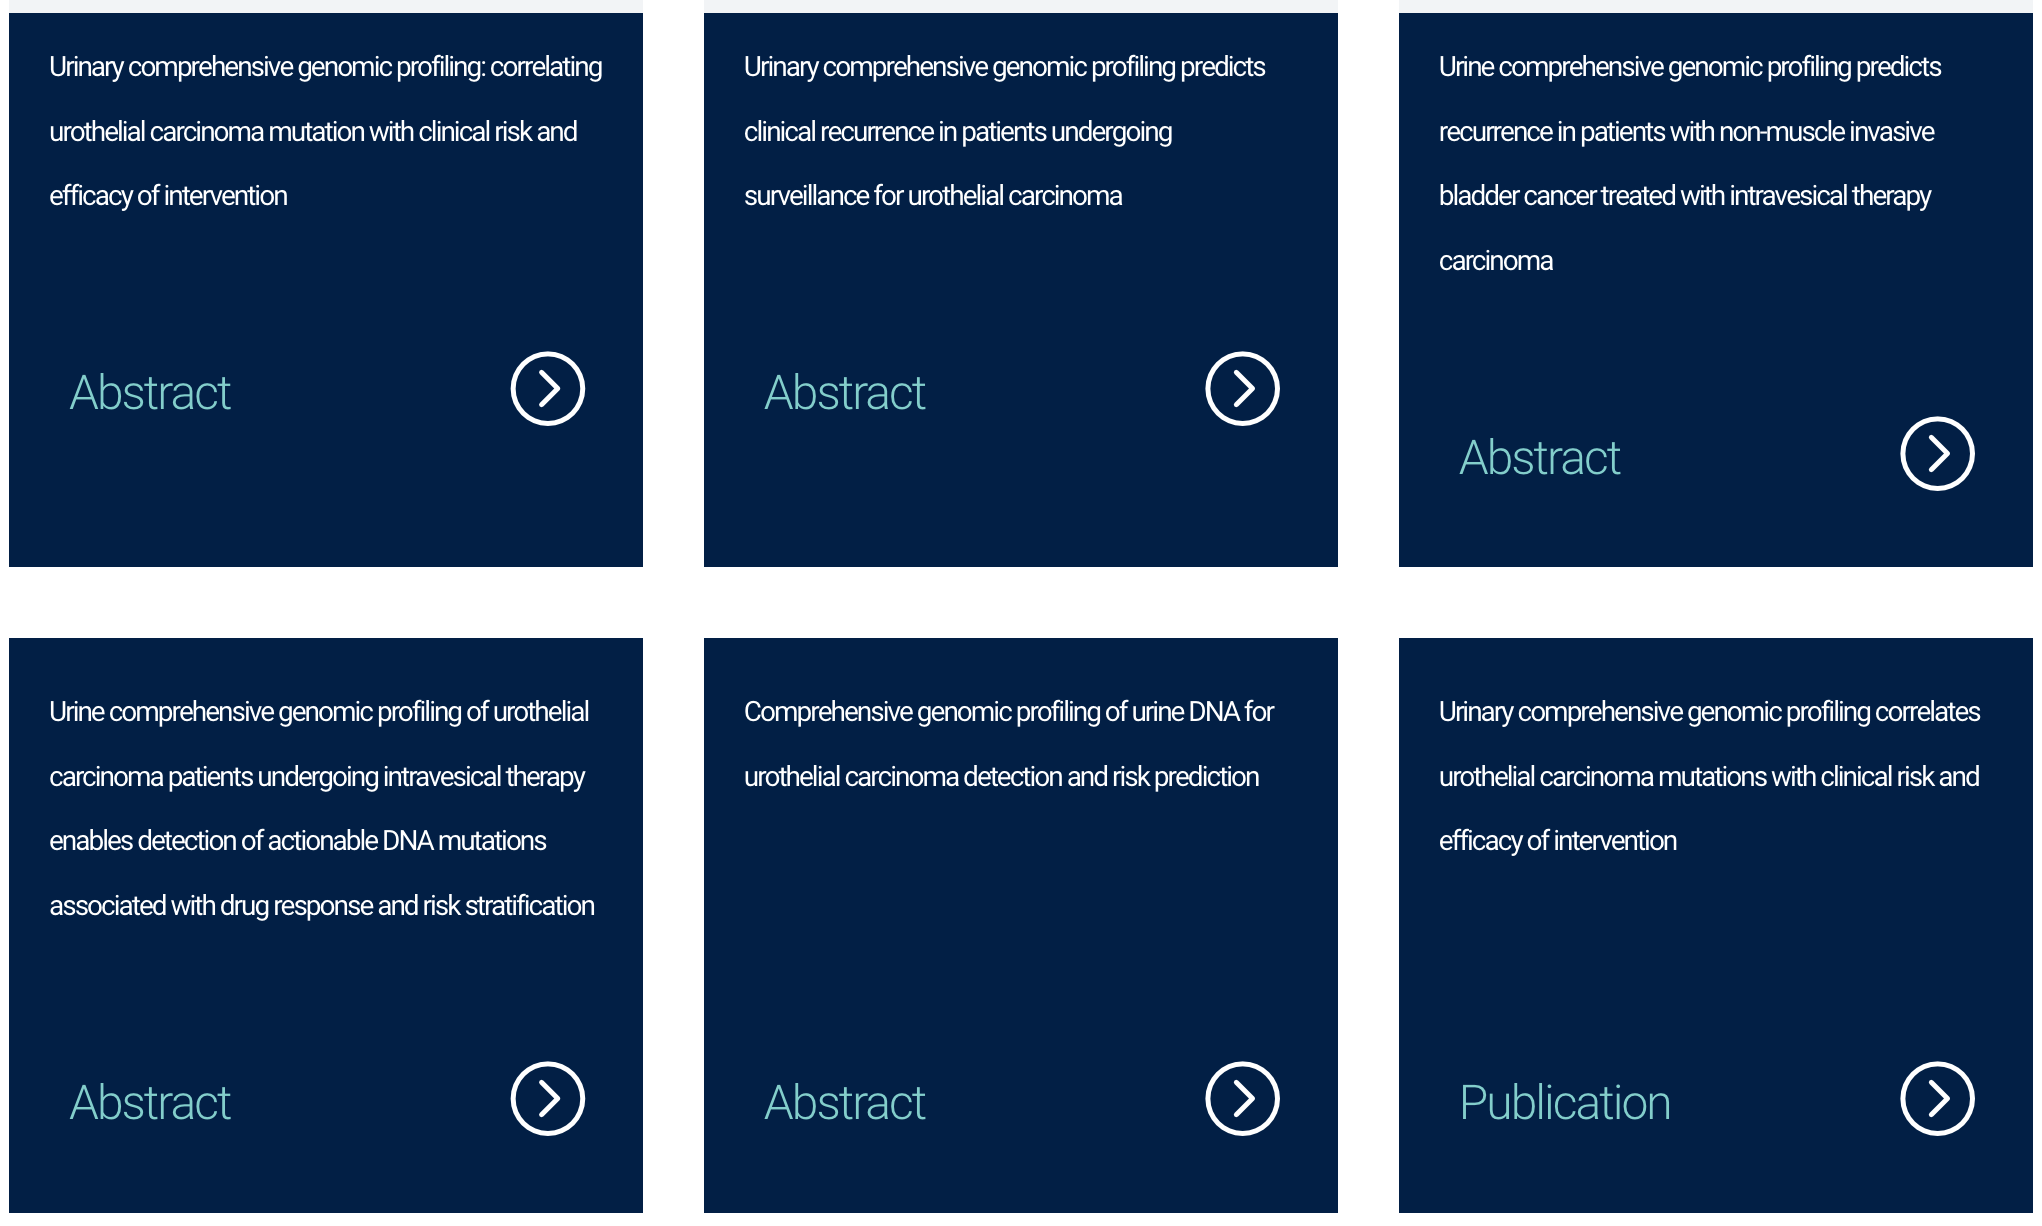 Urinary comprehensive genomic profiling: correlating
urothelial carcinoma mutation with clinical risk and
efficacy of intervention
Abstract
Urinary comprehensive genomic profiling predicts
clinical recurrence in patients undergoing
surveillance for urothelial carcinoma
Abstract
Urine comprehensive genomic profiling predicts
recurrence in patients with non-muscle invasive
bladder cancer treated with intravesical therapy
carcinoma
Abstract
Urine comprehensive genomic profiling of urothelial
carcinoma patients undergoing intravesical therapy
enables detection of actionable DNA mutations
associated with drug response and risk stratification
Abstract
Comprehensive genomic profiling of urine DNA for
urothelial carcinoma detection and risk prediction
Abstract
Urinary comprehensive genomic profiling correlates
urothelial carcinoma mutations with clinical risk and
efficacy of intervention
Publication